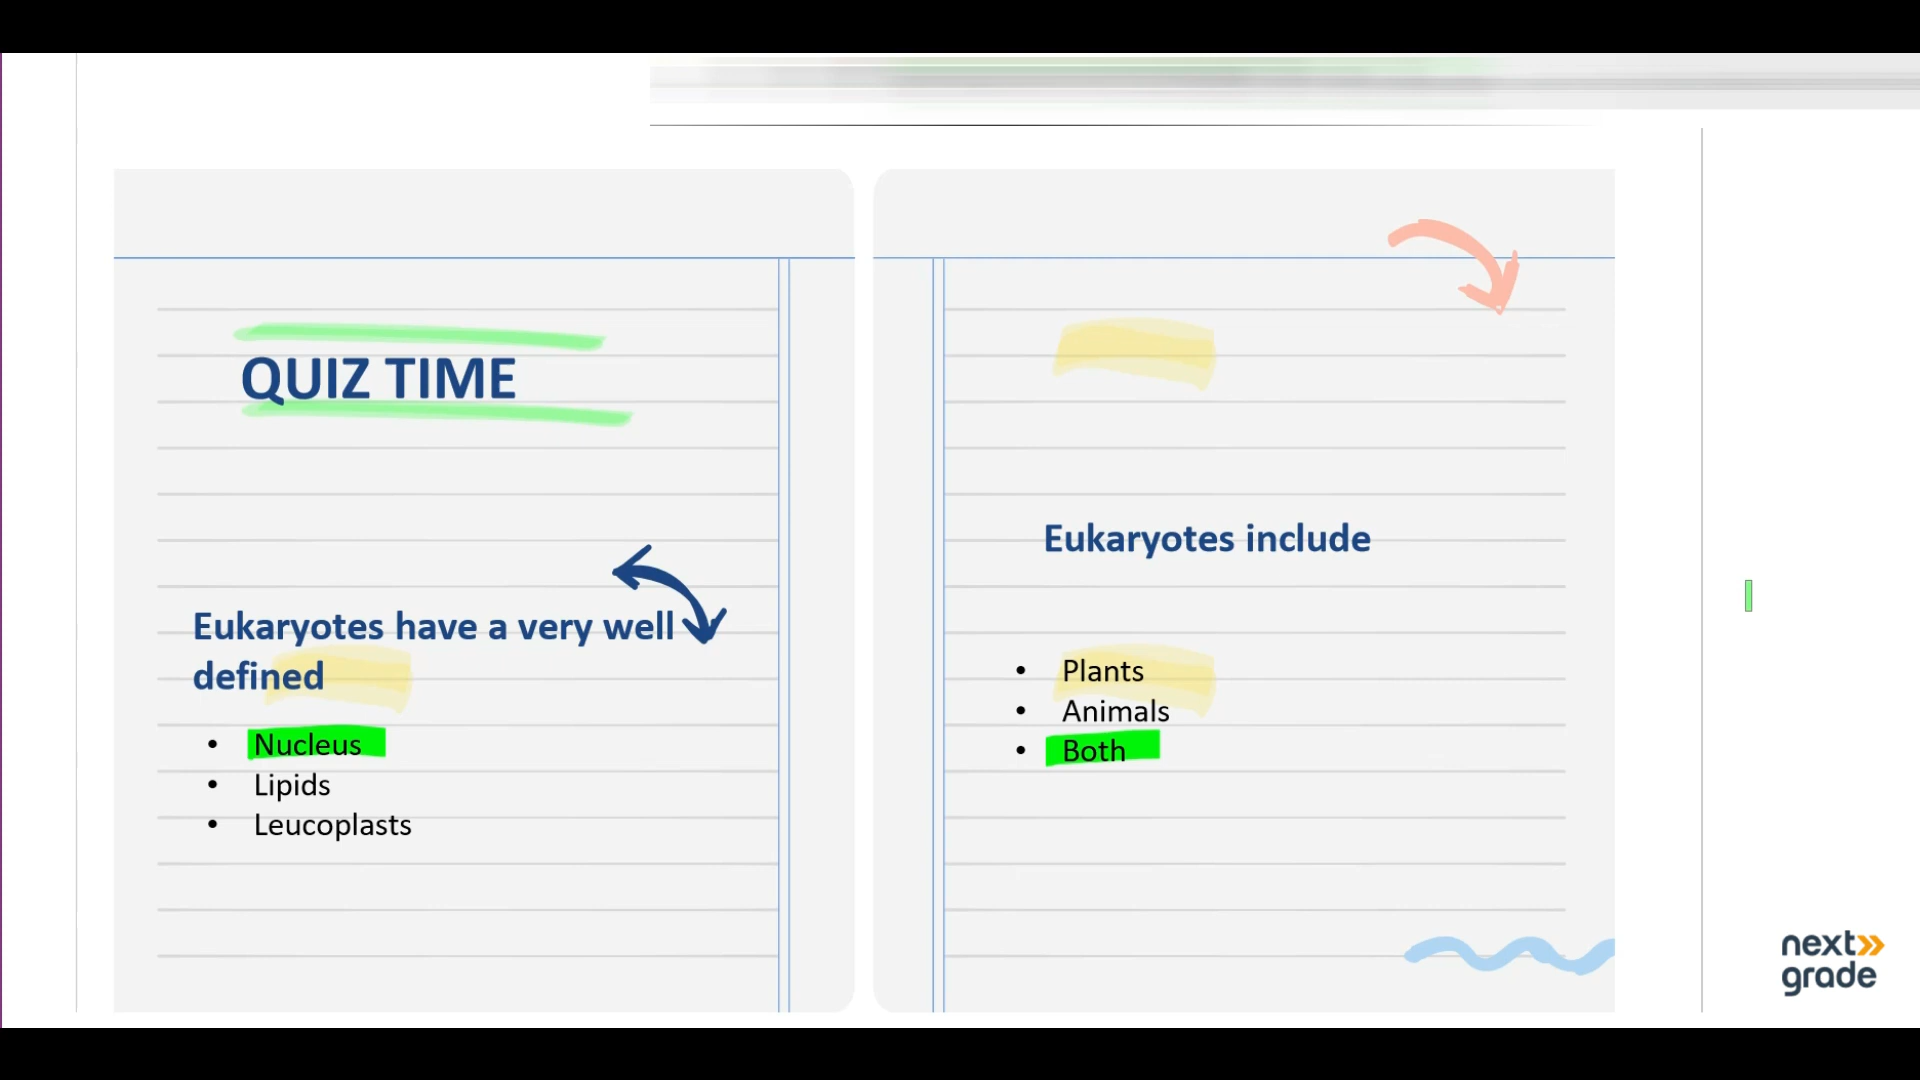 QUIZ TIME
Eukaryotes have a very well
defined
• Nucleus
• Lipids
• Leucoplasts
Eukaryotes include
• Plants
• Animals
• Both
next
grade